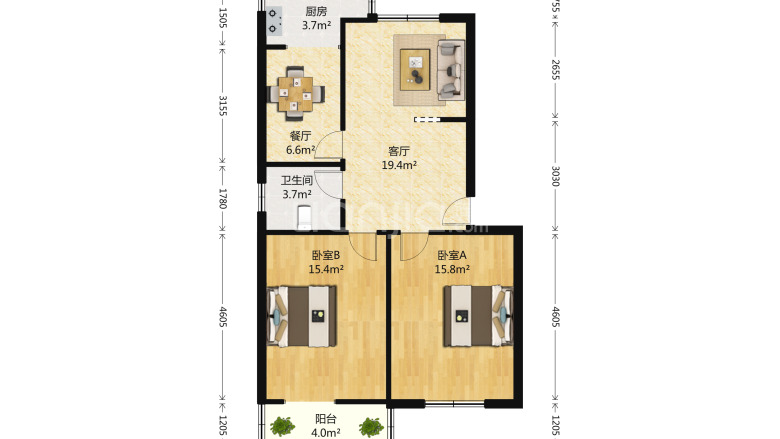 厨房
3.7m²
餐厅
6.6m²
客厅
19.4m²
卫生间
3.7m²
卧室B
15.4m²
卧室A
15.8m²
阳台
4.0m²
1505
3155
1780
4605
1205
755
2655
3030
4605
1205
lianjia.com